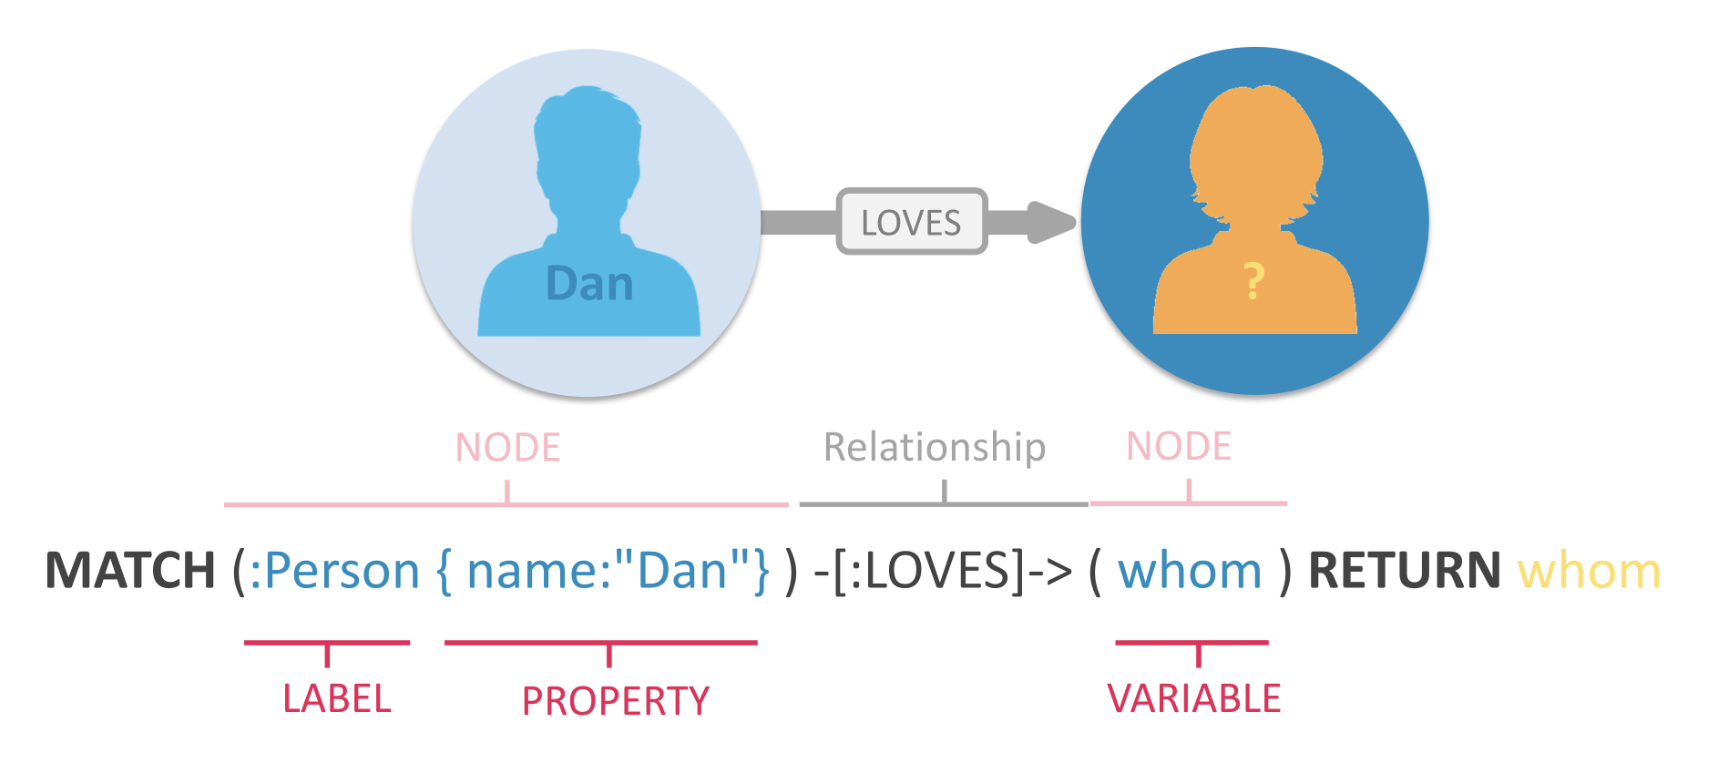 LOVES
Dan
?
NODE Relationship NODE
MATCH (:Person { name:"Dan"} ) -[:LOVES]-> ( whom ) RETURN whom
LABEL PROPERTY VARIABLE